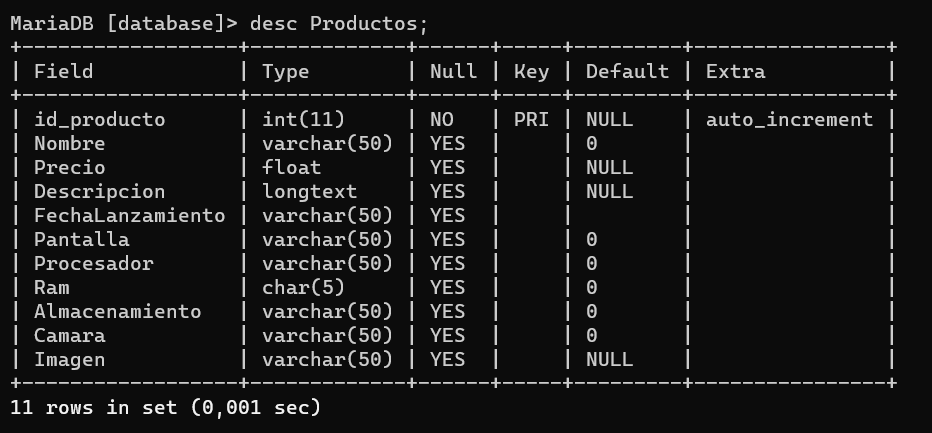 MariaDB [database]> desc Productos;
+------------------+-------------+------+-----+---------+----------------+
| Field            | Type        | Null | Key | Default | Extra          |
+------------------+-------------+------+-----+---------+----------------+
| id_producto      | int(11)     | NO   | PRI | NULL    | auto_increment |
| Nombre           | varchar(50) | YES  |     | 0       |                |
| Precio           | float       | YES  |     | NULL    |                |
| Descripcion      | longtext    | YES  |     | NULL    |                |
| FechaLanzamiento | varchar(50) | YES  |     |         |                |
| Pantalla         | varchar(50) | YES  |     | 0       |                |
| Procesador       | varchar(50) | YES  |     | 0       |                |
| Ram              | char(5)     | YES  |     | 0       |                |
| Almacenamiento   | varchar(50) | YES  |     | 0       |                |
| Camara           | varchar(50) | YES  |     | 0       |                |
| Imagen           | varchar(50) | YES  |     | NULL    |                |
+------------------+-------------+------+-----+---------+----------------+
11 rows in set (0,001 sec)